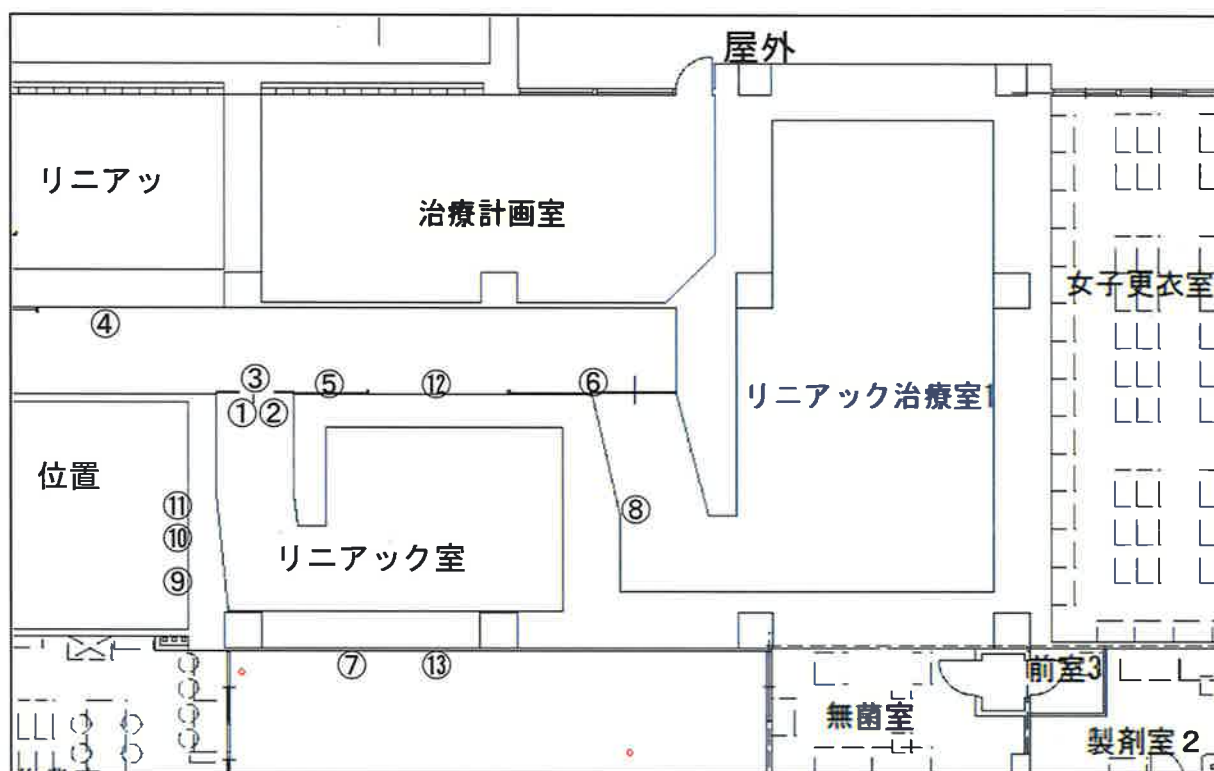 屋外
リニアッ
治療計画室
女子更衣室
④
③
⑤
⑫
⑥
①
②
リニアック治療室1
位置
⑪
⑧
⑩
リニアック室
⑨
⑦
⑬
前室3
無菌室
製剤室2